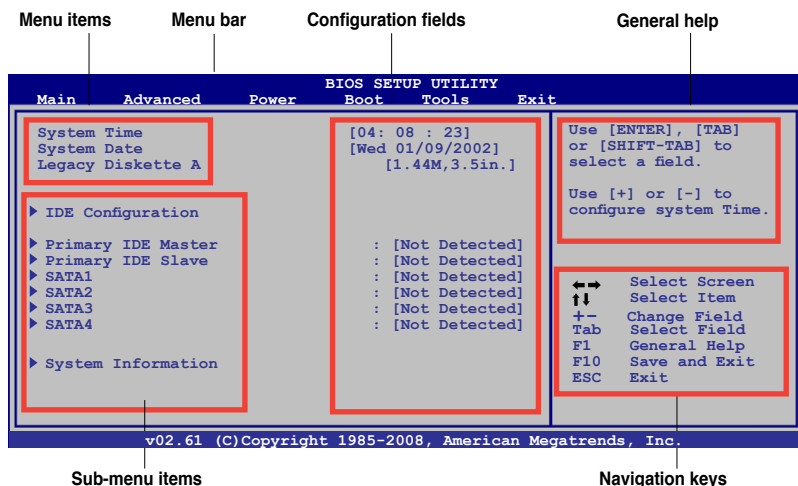 Menu items Menu bar Configuration fields General help
BIOS SETUP UTILITY
Main Advanced Power Boot Tools Exit
System Time [04: 08 : 23]
System Date [Wed 01/09/2002]
Legacy Diskette A [1.44M,3.5in.]
IDE Configuration
Primary IDE Master : [Not Detected]
Primary IDE Slave : [Not Detected]
SATA1 : [Not Detected]
SATA2 : [Not Detected]
SATA3 : [Not Detected]
SATA4 : [Not Detected]
System Information
Use [ENTER], [TAB]
or [SHIFT-TAB] to
select a field.
Use [+] or [-] to
configure system Time.
←→ Select Screen
↑↓ Select Item
+- Change Field
Tab Select Field
F1 General Help
F10 Save and Exit
ESC Exit
v02.61 (C)Copyright 1985-2008, American Megatrends, Inc.
Sub-menu items Navigation keys